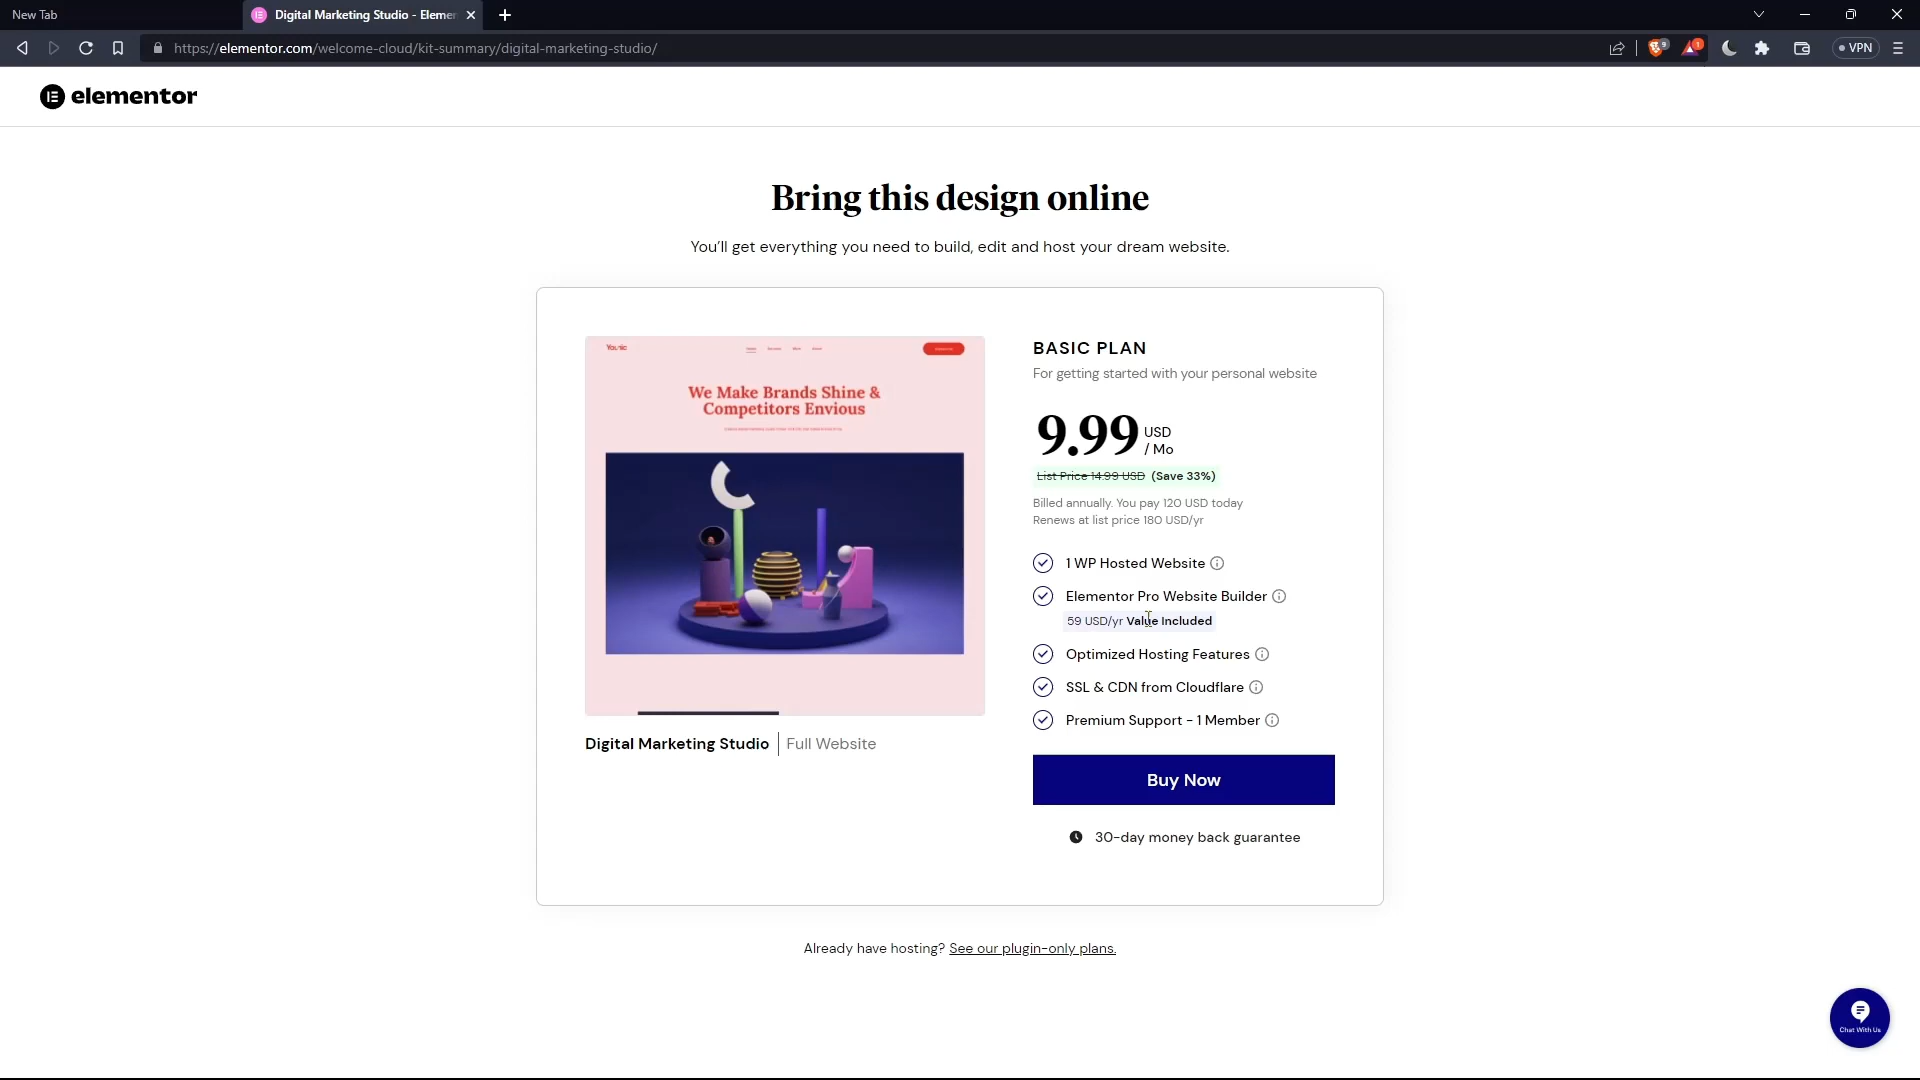 New Tab
Digital Marketing Studio - Elemen
https://elementor.com/welcome-cloud/kit-summary/digital-marketing-studio/
9
1
VPN
elementor
Bring this design online
You'll get everything you need to build, edit and host your dream website.
We Make Brands Shine &
Competitors Envious
Digital Marketing Studio
Full Website
BASIC PLAN
For getting started with your personal website
9.99 USD
/ Mo
List Price 14.99 USD (Save 33%)
Billed annually. You pay 120 USD today
Renews at list price 180 USD/yr
1 WP Hosted Website
Elementor Pro Website Builder
59 USD/yr Value Included
Optimized Hosting Features
SSL & CDN from Cloudflare
Premium Support - 1 Member
Buy Now
30-day money back guarantee
Already have hosting? See our plugin-only plans.
Chat With Us